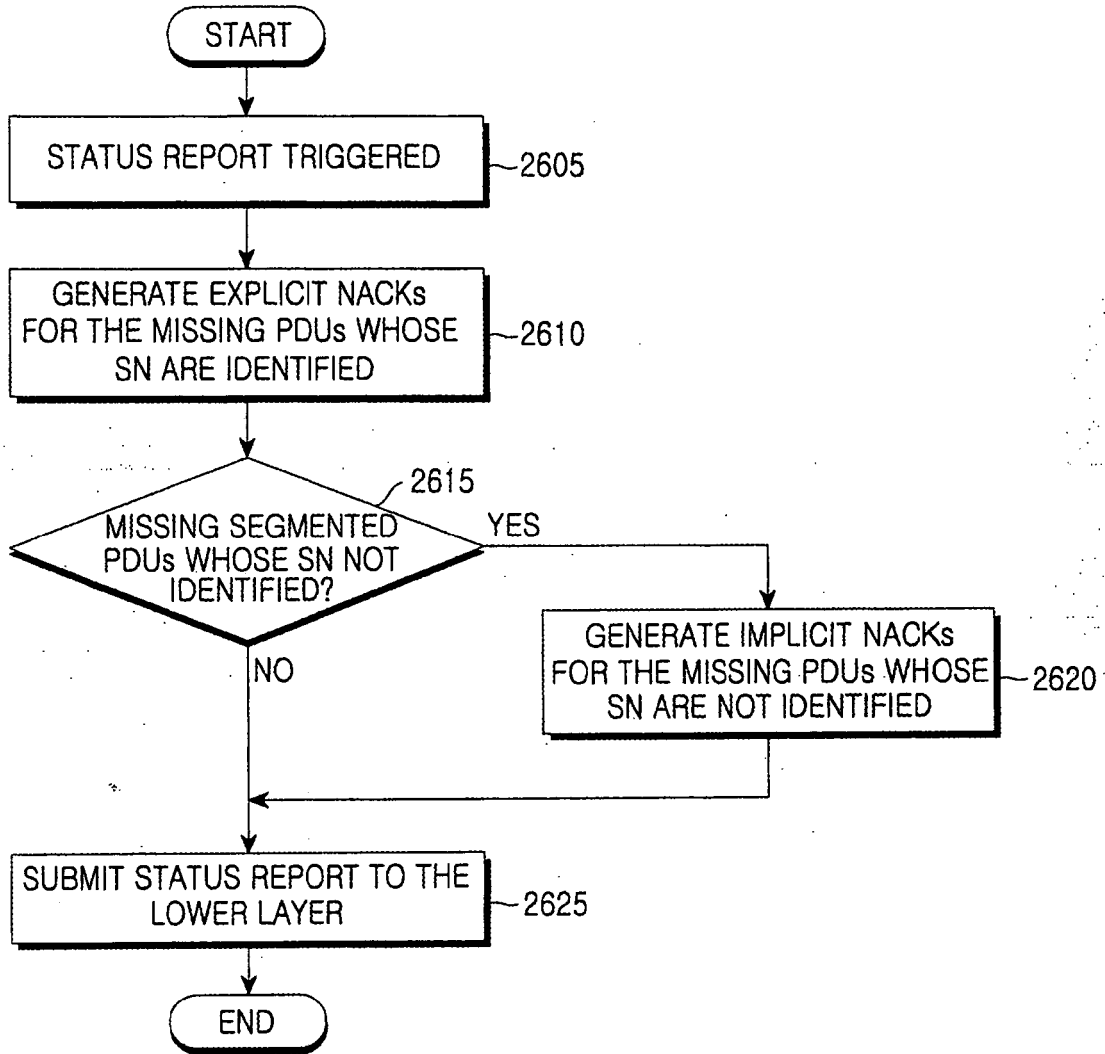 START
STATUS REPORT TRIGGERED
2605
GENERATE EXPLICIT NACKs
FOR THE MISSING PDUs WHOSE
SN ARE IDENTIFIED
2610
2615
MISSING SEGMENTED
PDUs WHOSE SN NOT
IDENTIFIED?
YES
NO
GENERATE IMPLICIT NACKs
FOR THE MISSING PDUs WHOSE
SN ARE NOT IDENTIFIED
2620
SUBMIT STATUS REPORT TO THE
LOWER LAYER
2625
END